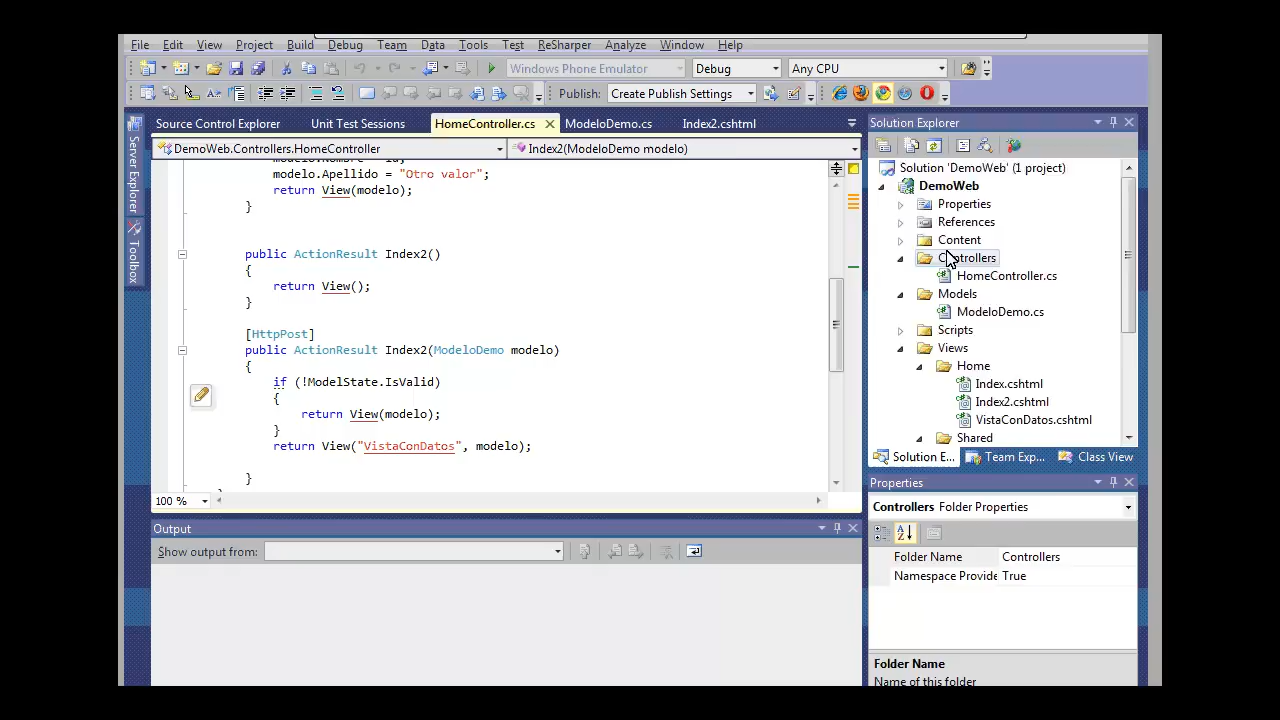 File Edit View Project Build Debug Team Data Tools Test ReSharper Analyze Window Help
Windows Phone Emulator Debug Any CPU
Publish: Create Publish Settings
Server Explorer
Toolbox
Source Control Explorer Unit Test Sessions HomeController.cs ModeloDemo.cs Index2.cshtml
DemoWeb.Controllers.HomeController Index2(ModeloDemo modelo)
modelo.Apellido = "Otro valor";
return View(modelo);
}
public ActionResult Index2()
{
return View();
}
[HttpPost]
public ActionResult Index2(ModeloDemo modelo)
{
if (!ModelState.IsValid)
{
return View(modelo);
}
return View("VistaConDatos", modelo);
}
100 %
Output
Show output from:
Solution Explorer
Solution 'DemoWeb' (1 project)
DemoWeb
Properties
References
Content
Controllers
HomeController.cs
Models
ModeloDemo.cs
Scripts
Views
Home
Index.cshtml
Index2.cshtml
VistaConDatos.cshtml
Shared
Solution E... Team Exp... Class View
Properties
Controllers Folder Properties
Folder Name Controllers
Namespace Provide True
Folder Name
Name of this folder